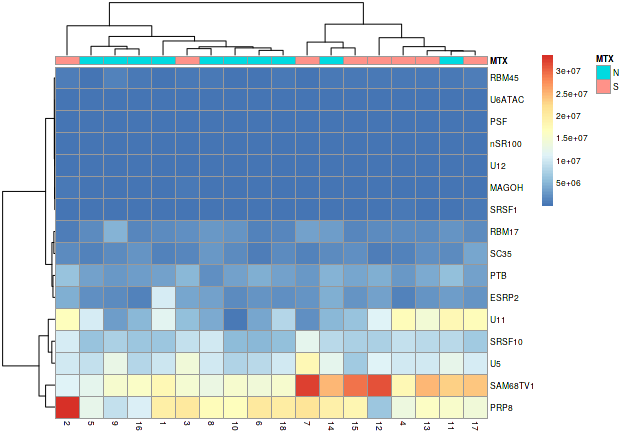 MTX
RBM45
U6ATAC
PSF
nSR100
U12
MAGOH
SRSF1
RBM17
SC35
PTB
ESRP2
U11
SRSF10
U5
SAM68TV1
PRP8
2 5 9 16 1 3 8 10 6 18 7 14 15 12 4 13 11 17
3e+07
2.5e+07
2e+07
1.5e+07
1e+07
5e+06
MTX
N
S